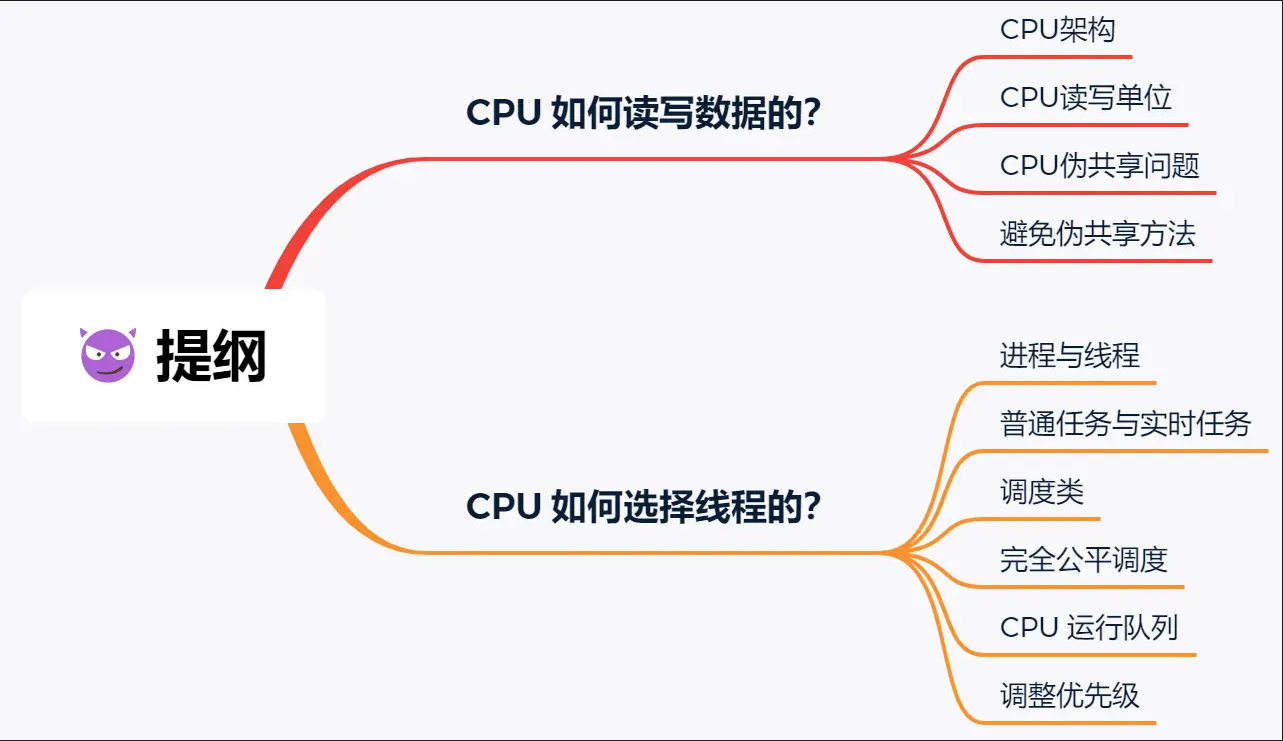 😈 提纲
CPU 如何读写数据的？
CPU架构
CPU读写单位
CPU伪共享问题
避免伪共享方法
CPU 如何选择线程的？
进程与线程
普通任务与实时任务
调度类
完全公平调度
CPU 运行队列
调整优先级